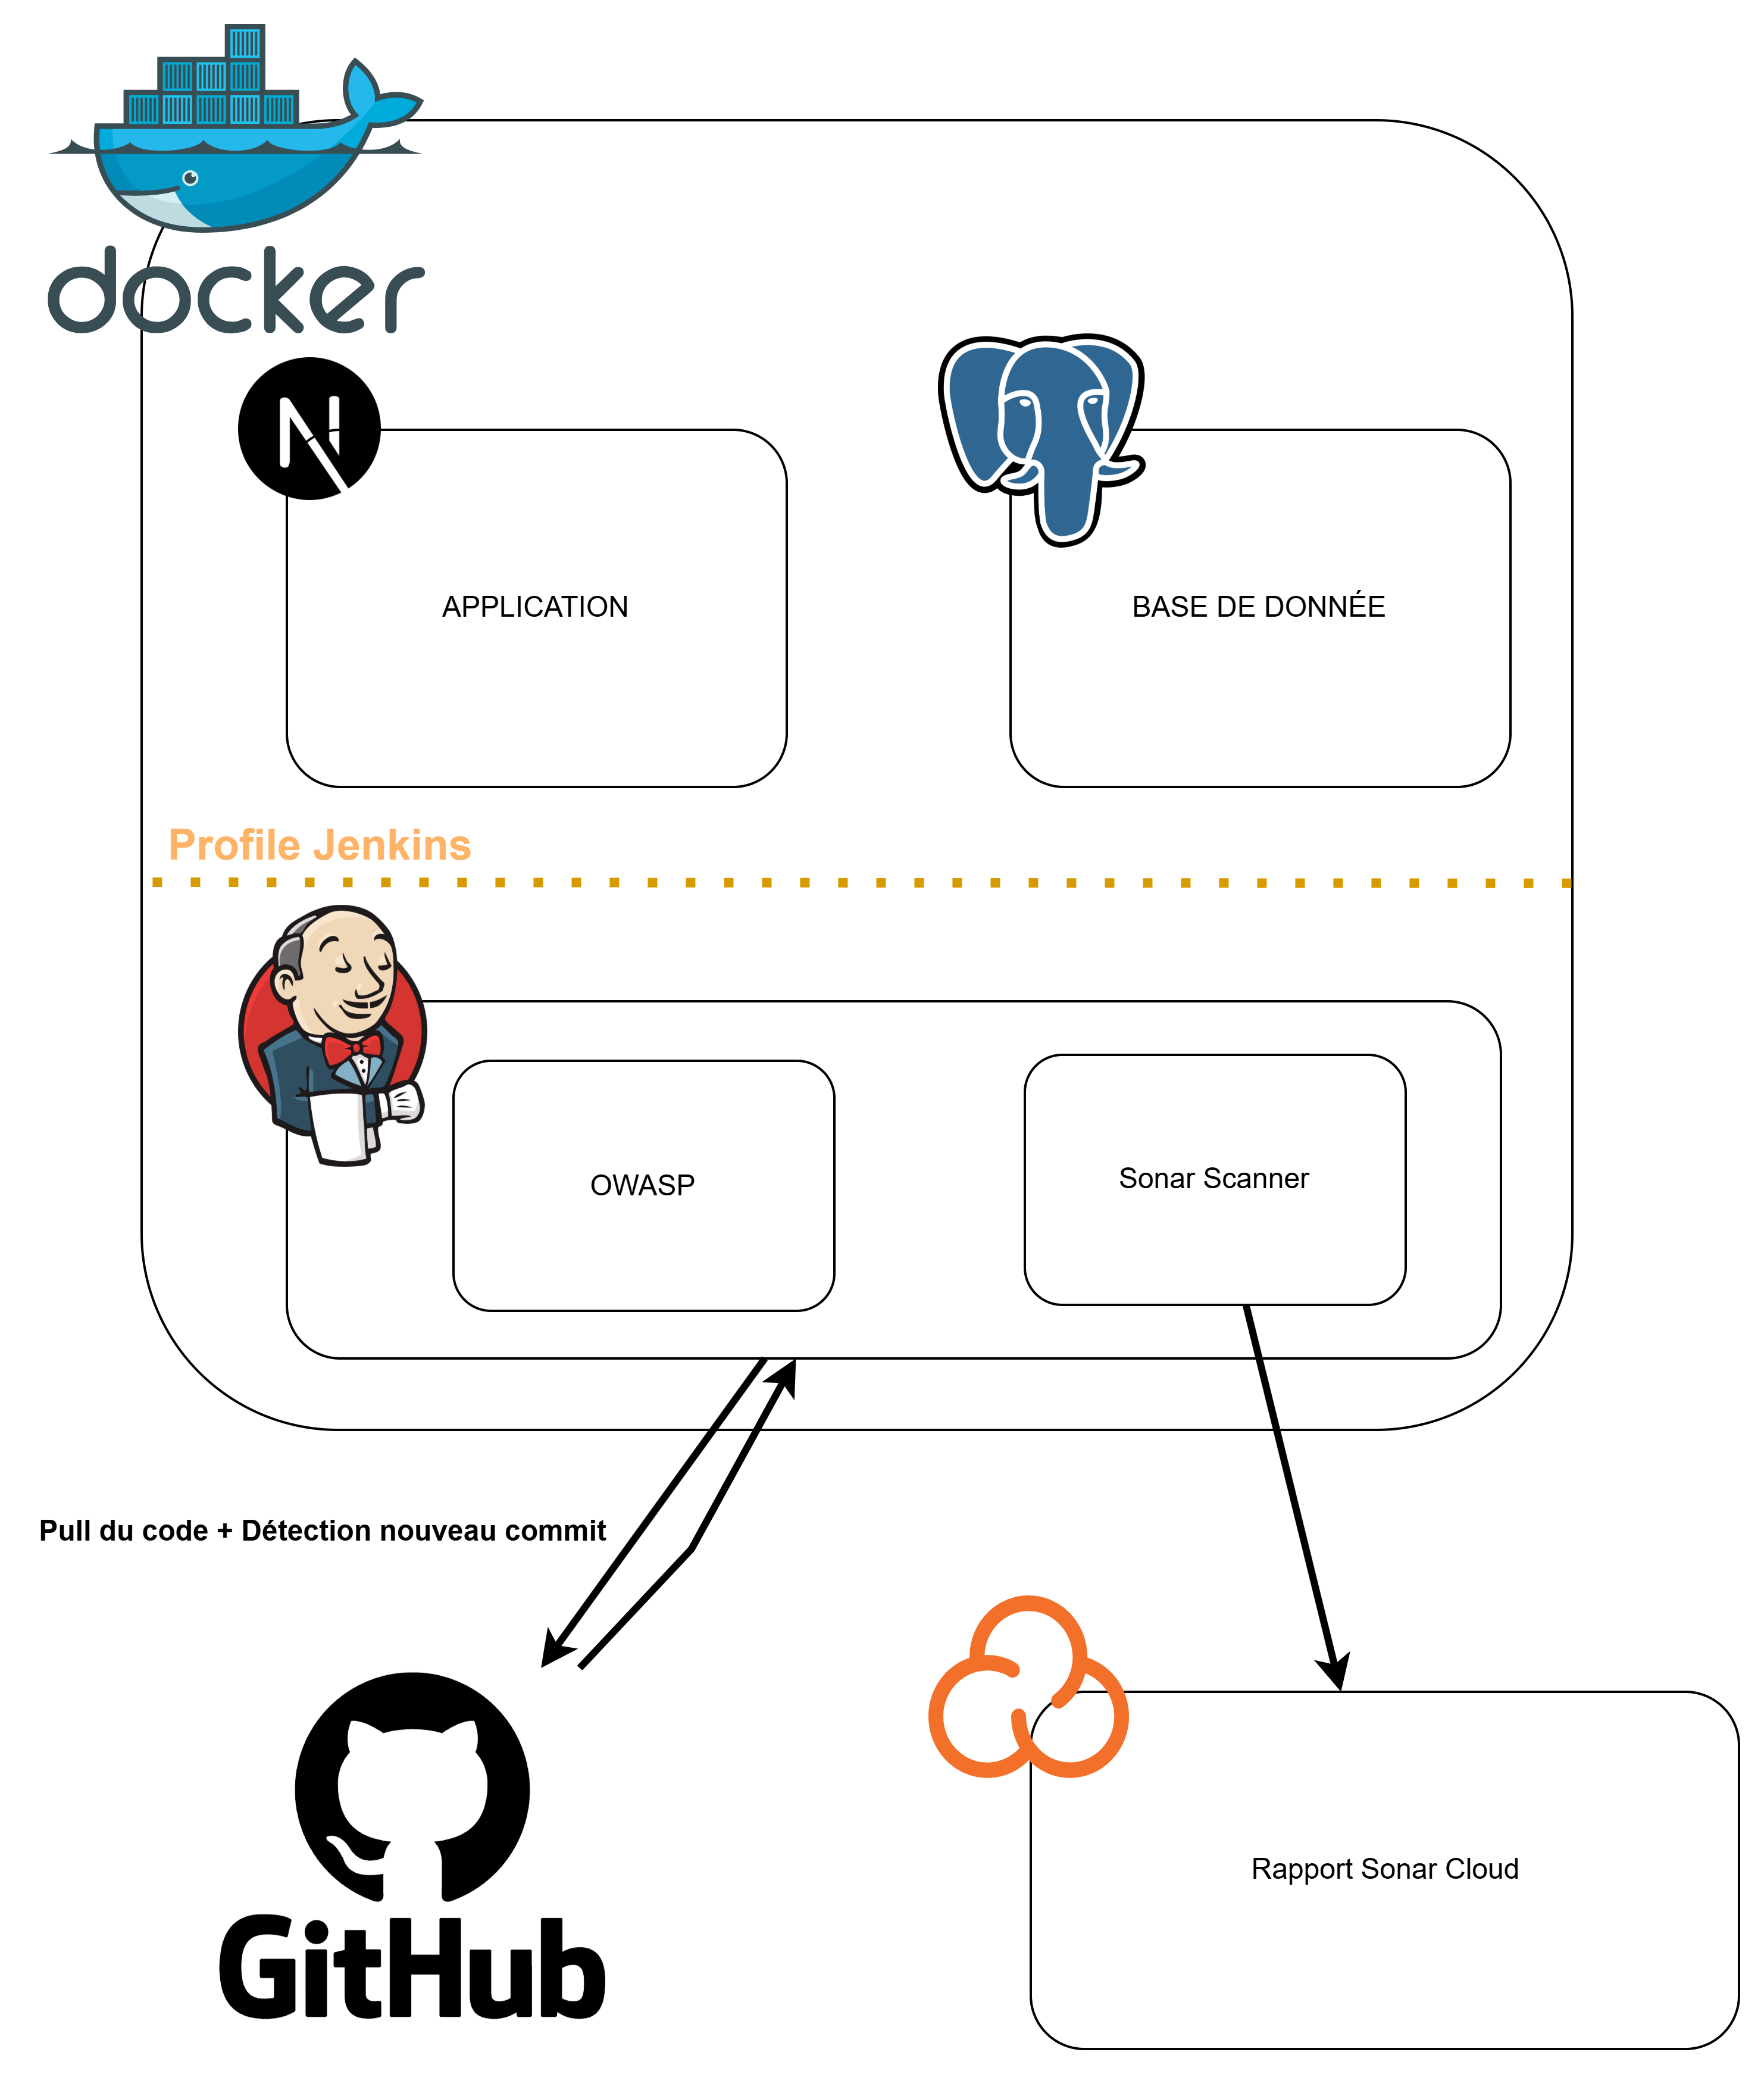 docker
N
APPLICATION
BASE DE DONNÉE
Profile Jenkins
OWASP
Sonar Scanner
Pull du code + Détection nouveau commit
GitHub
Rapport Sonar Cloud